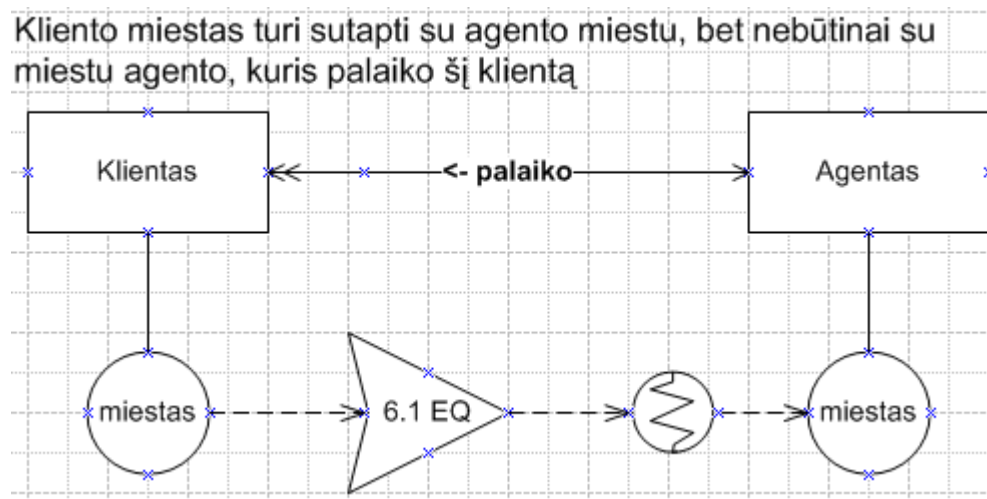 Kliento miestas turi sutapti su agento miestu, bet nebūtinai su
miestu agento, kuris palaiko šį klientą
Klientas
<- palaiko
Agentas
miestas
6.1 EQ
miestas